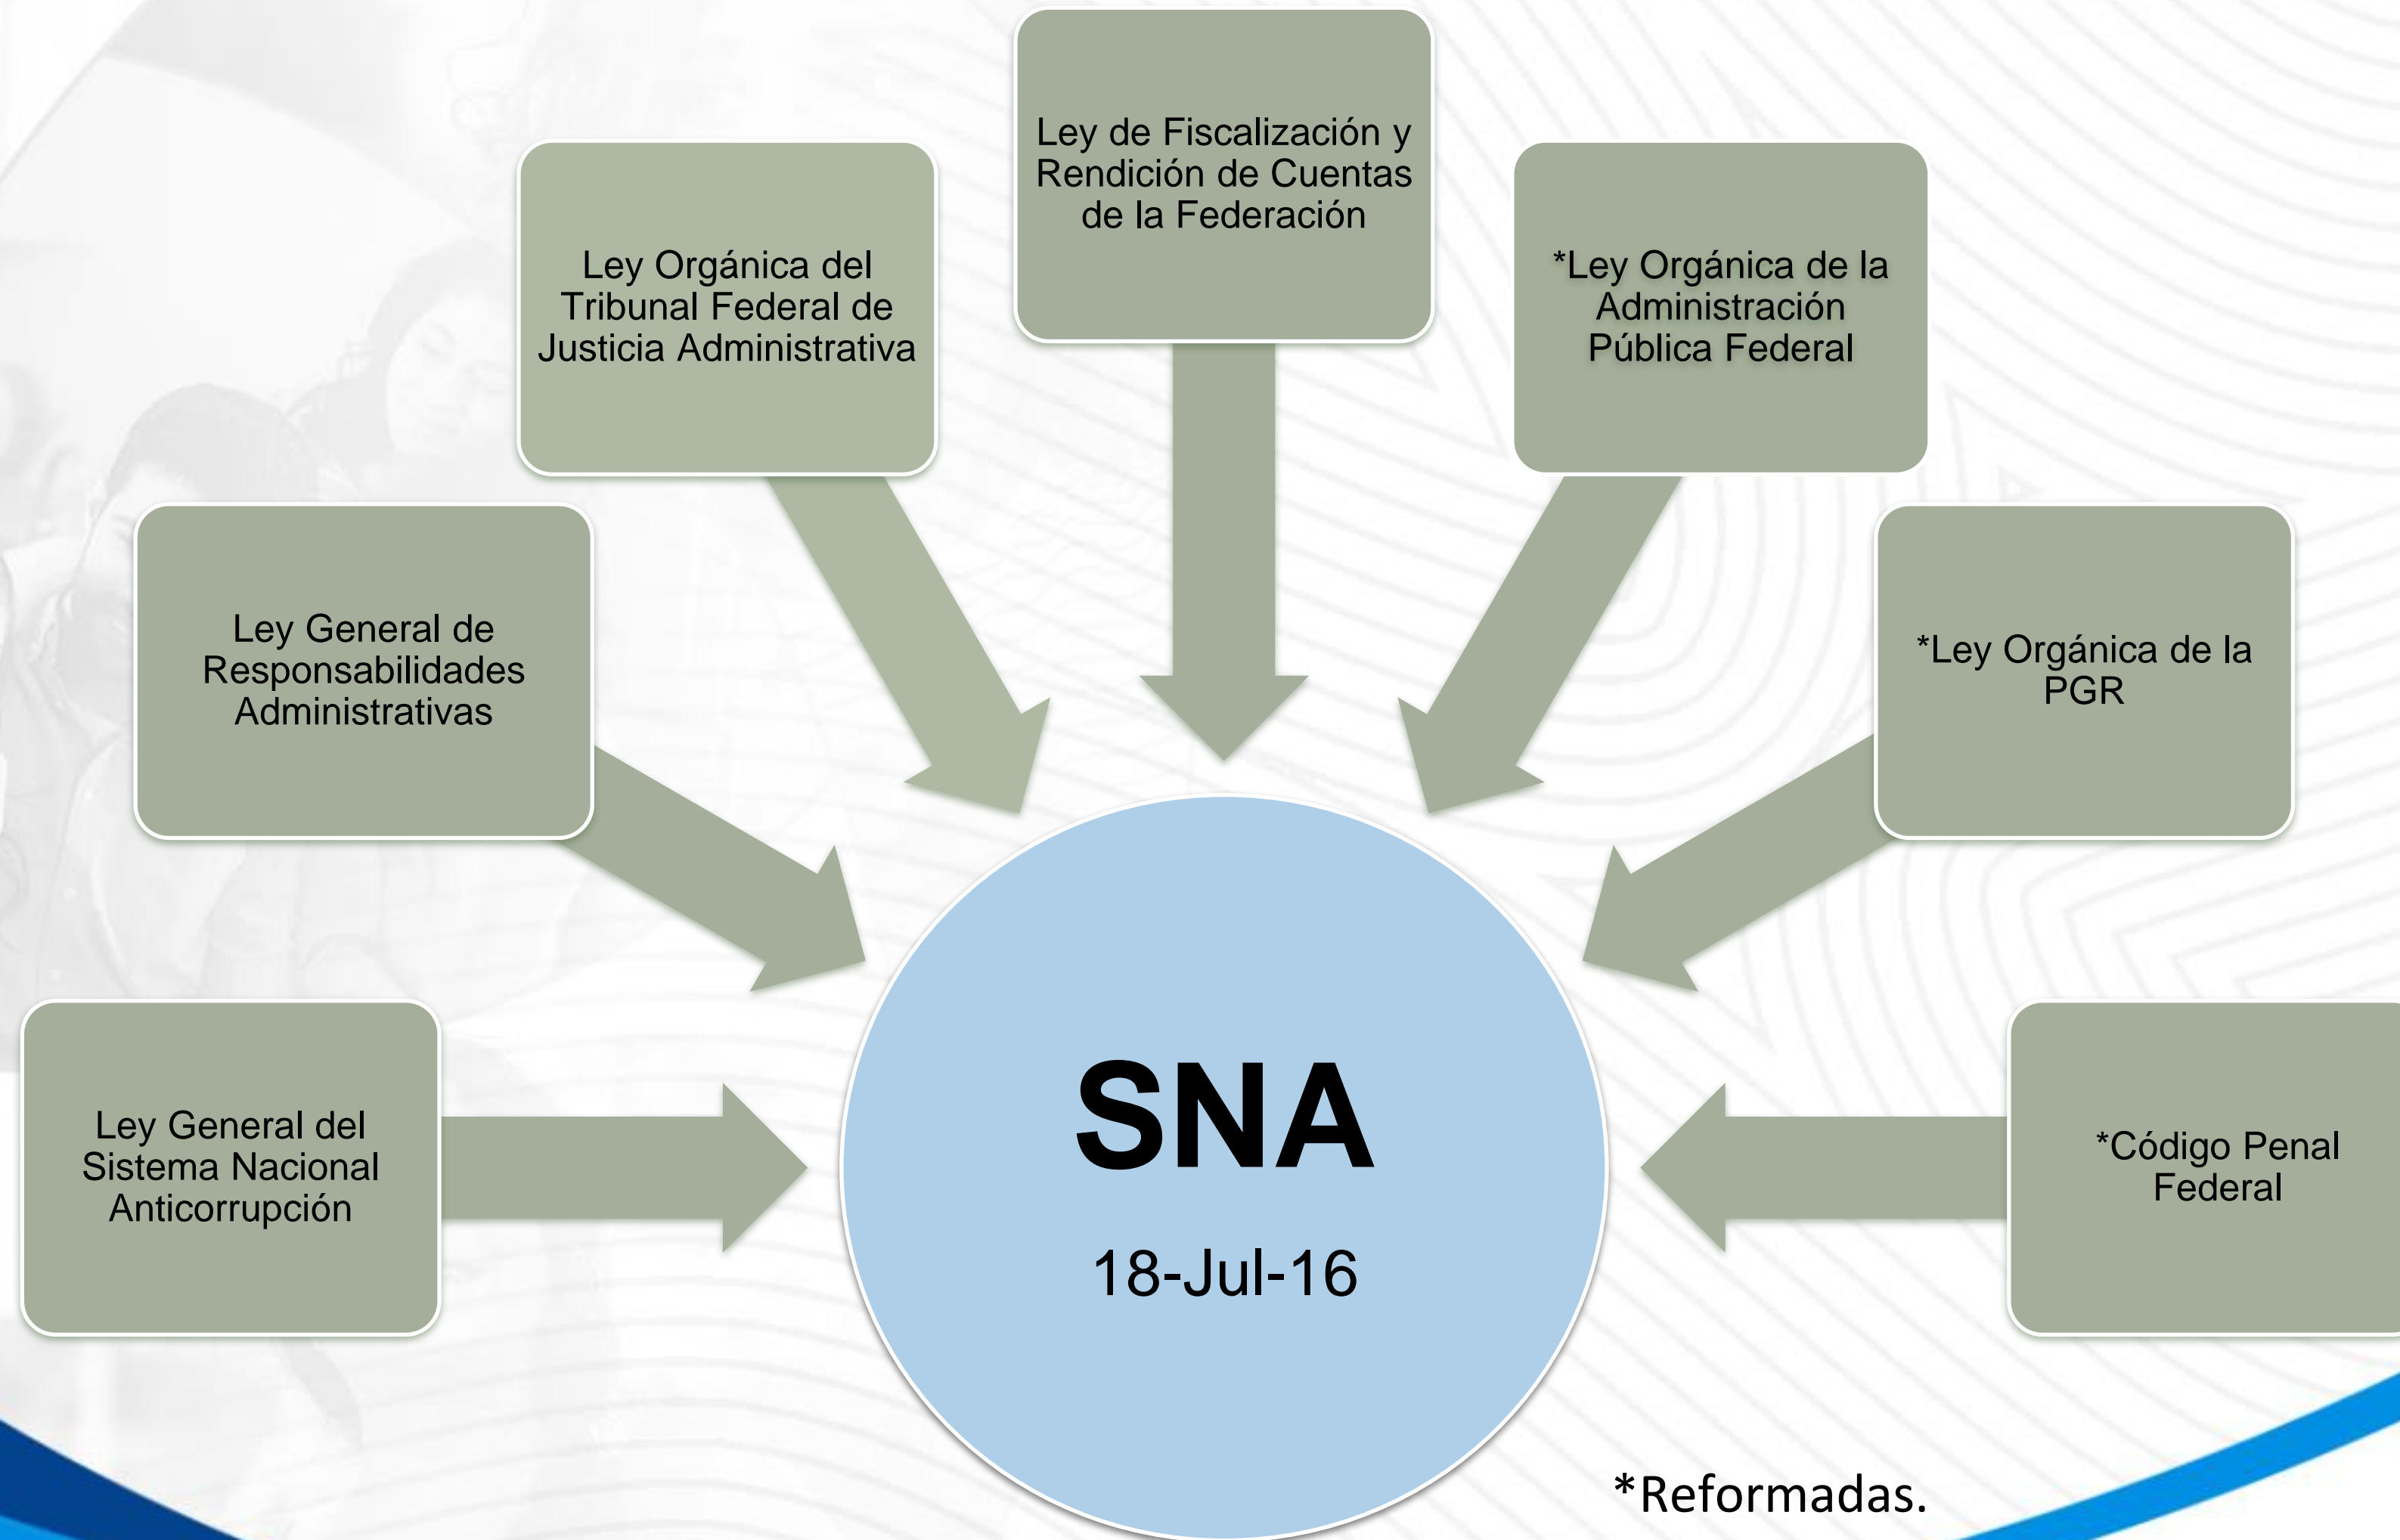 Ley de Fiscalización y
Rendición de Cuentas
de la Federación
Ley Orgánica del
Tribunal Federal de
Justicia Administrativa
*Ley Orgánica de la
Administración
Pública Federal
Ley General de
Responsabilidades
Administrativas
*Ley Orgánica de la
PGR
Ley General del
Sistema Nacional
Anticorrupción
SNA
18-Jul-16
*Código Penal
Federal
*Reformadas.